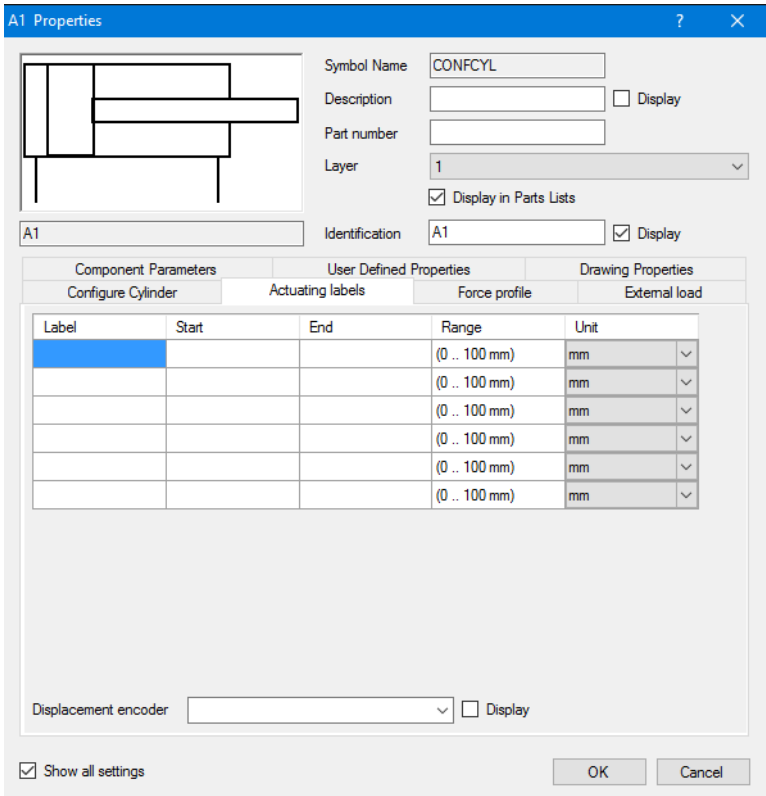 A1 Properties ?
Symbol Name CONFCYL
Description Display
Part number
Layer 1
Display in Parts Lists
A1 Identification A1 Display
Component Parameters User Defined Properties Drawing Properties
Configure Cylinder Actuating labels Force profile External load
Label Start End Range Unit
(0 .. 100 mm) mm
(0 .. 100 mm) mm
(0 .. 100 mm) mm
(0 .. 100 mm) mm
(0 .. 100 mm) mm
(0 .. 100 mm) mm
Displacement encoder Display
Show all settings OK Cancel